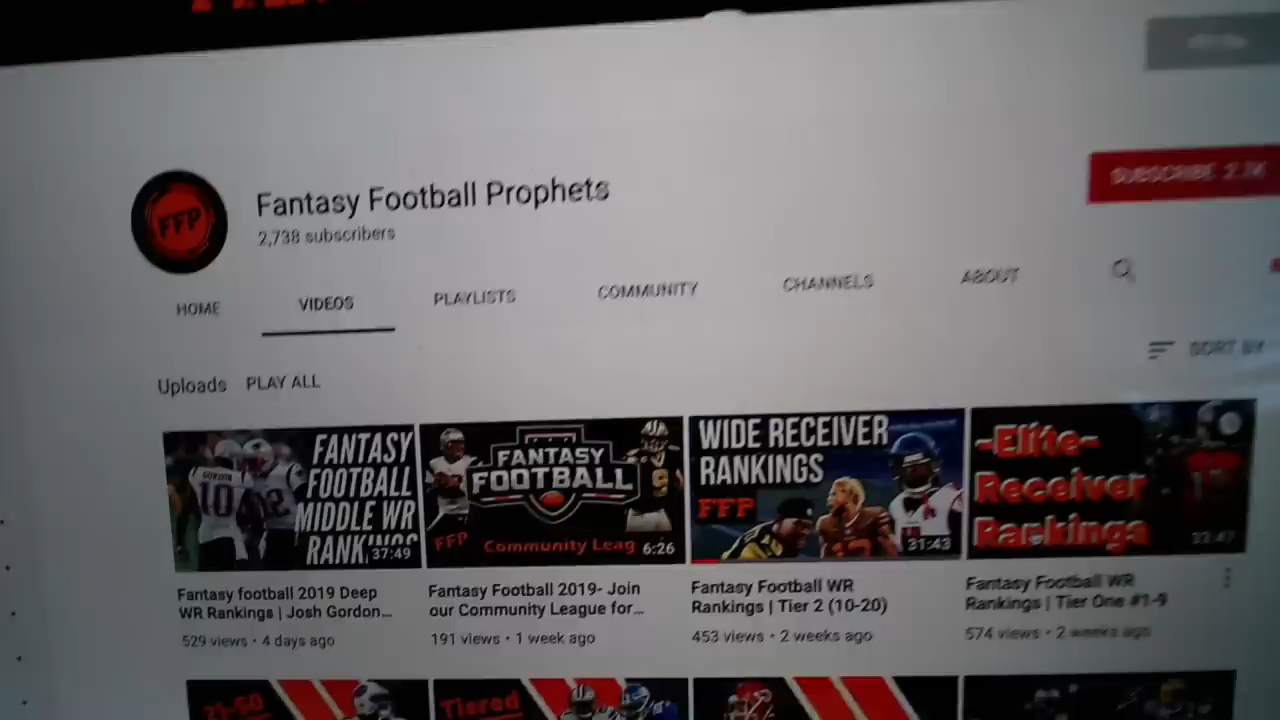 FFP
Fantasy Football Prophets
2,738 subscribers
SUBSCRIBE 2.7K
HOME VIDEOS PLAYLISTS COMMUNITY CHANNELS ABOUT
SORT BY
Uploads PLAY ALL
FANTASY
FOOTBALL
MIDDLE WR
37:49
GORDON
10
FANTASY
FOOTBALL
FFP Community Leag 6:26
WIDE RECEIVER
RANKINGS
FFP
31:43
-Elite-
Receiver
Rankings
Fantasy football 2019 Deep
WR Rankings | Josh Gordon...
529 views • 4 days ago
Fantasy Football 2019- Join
our Community League for...
191 views • 1 week ago
Fantasy Football WR
Rankings | Tier 2 (10-20)
453 views • 2 weeks ago
Fantasy Football WR
Rankings | Tier One #1-9
574 views • 2 weeks ago
21-50
Tiered